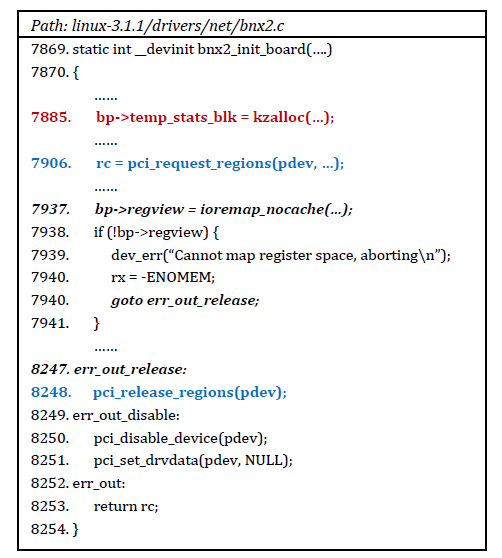 Path: linux-3.1.1/drivers/net/bnx2.c
7869. static int __devinit bnx2_init_board(….)
7870. {
……
7885. bp->temp_stats_blk = kzalloc(…);
……
7906. rc = pci_request_regions(pdev, …);
……
7937. bp->regview = ioremap_nocache(…);
7938. if (!bp->regview) {
7939. dev_err(“Cannot map register space, aborting\n”);
7940. rx = -ENOMEM;
7940. goto err_out_release;
7941. }
……
8247. err_out_release:
8248. pci_release_regions(pdev);
8249. err_out_disable:
8250. pci_disable_device(pdev);
8251. pci_set_drvdata(pdev, NULL);
8252. err_out:
8253. return rc;
8254. }